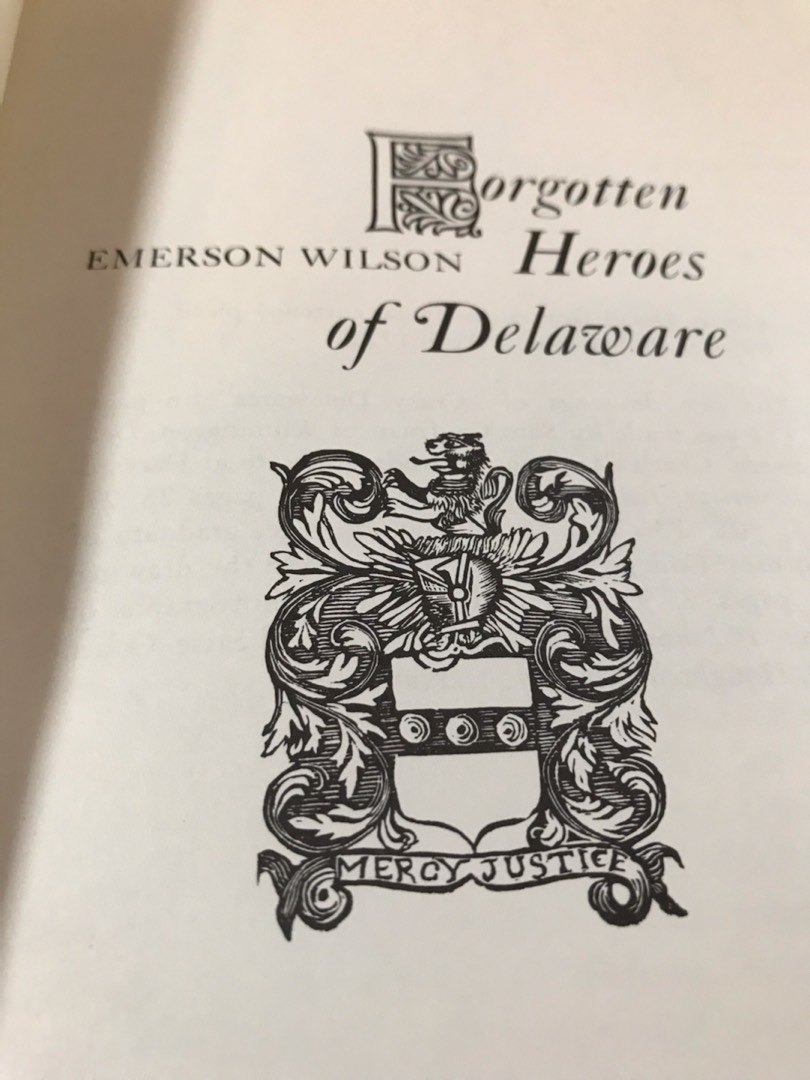 Forgotten
EMERSON WILSON Heroes
of Delaware
MERCY JUSTICE